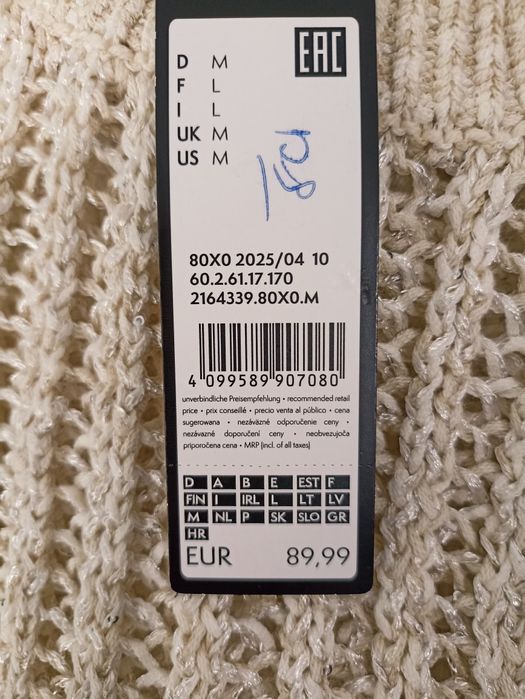 EAC
D M
F L
I L
UK M
US M
80X0 2025/04 10
60.2.61.17.170
2164339.80X0.M
4 099589 907080
unverbindliche Preisempfehlung • recommended retail
price • prix conseillé • precio venta al público • cena
sugerowana • nezáväzné odporučenie ceny •
nezávazné doporučení ceny • neobvezujoča
priporočena cena • MRP (incl. of all taxes)
D A B E EST F
FIN I IRL L LT LV
M NL P SK SLO GR
HR
EUR 89,99